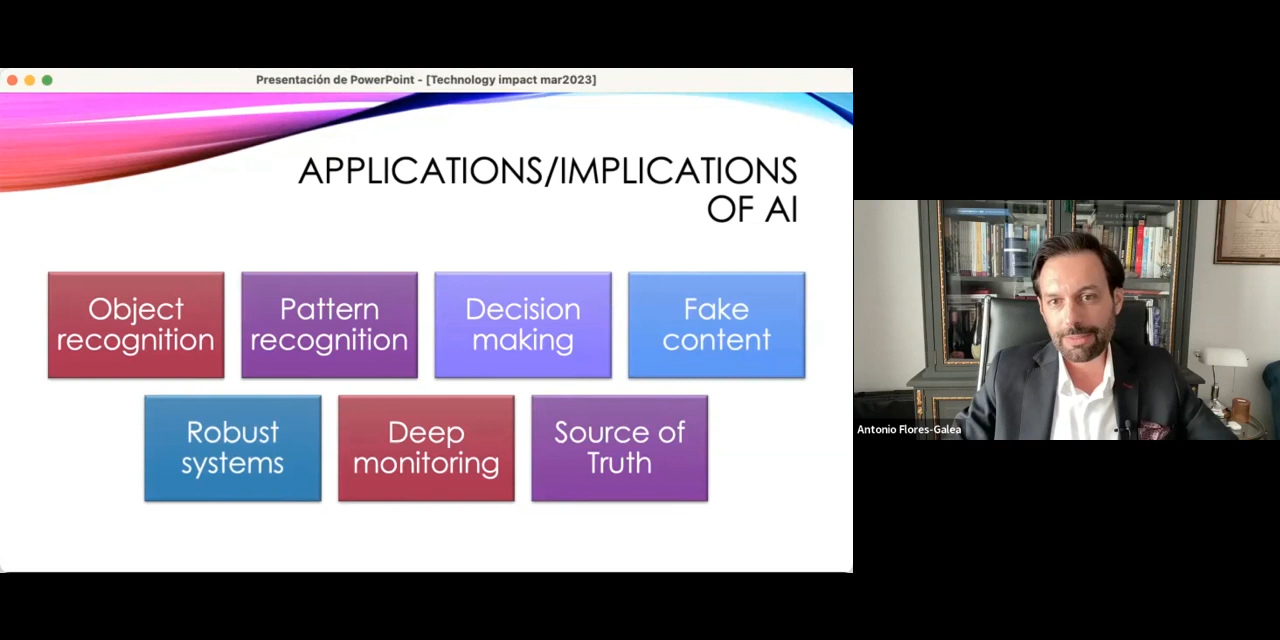 Presentación de PowerPoint - [Technology impact mar2023]
APPLICATIONS/IMPLICATIONS
OF AI
Object
recognition
Pattern
recognition
Decision
making
Fake
content
Robust
systems
Deep
monitoring
Source of
Truth
Antonio Flores-Galea